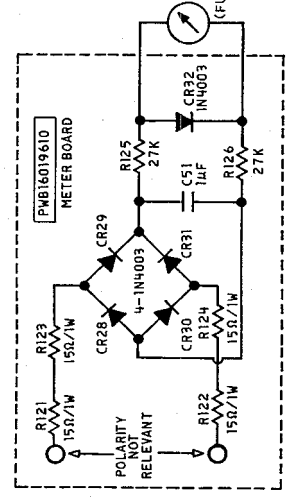 (FU
CR32
1N4003
R125
27K
C51
1µF
R126
27K
PWB16019610
METER BOARD
CR29
CR31
4-1N4003
CR28
CR30
R123
15Ω/1W
R124
15Ω/1W
R121
15Ω/1W
R122
15Ω/1W
POLARITY
NOT
RELEVANT